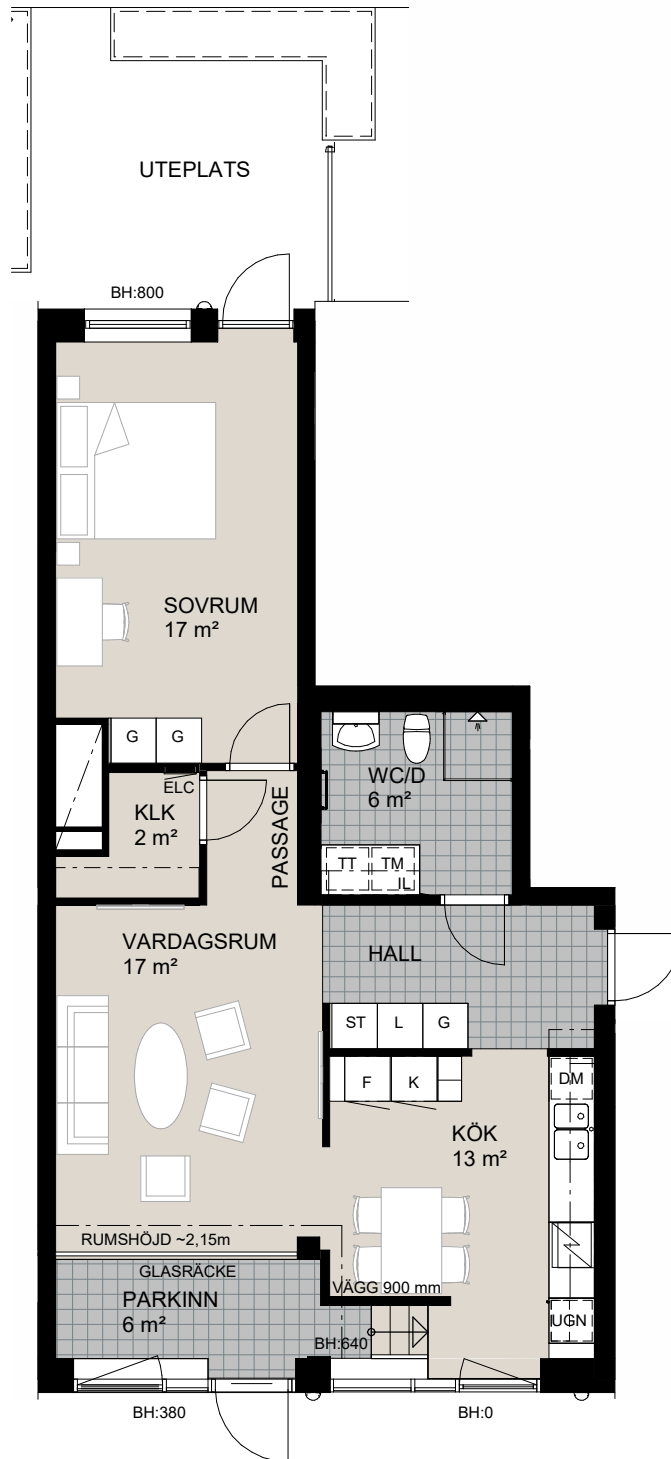 UTEPLATS
BH:800
SOVRUM
17 m²
G
G
ELC
KLK
2 m²
PASSAGE
WC/D
6 m²
TT
TM
IL
VARDAGSRUM
17 m²
HALL
ST
L
G
F
K
DM
KÖK
13 m²
RUMSHÖJD ~2,15m
GLASRÄCKE
PARKINN
6 m²
VÄGG 900 mm
UGN
BH:640
BH:380
BH:0